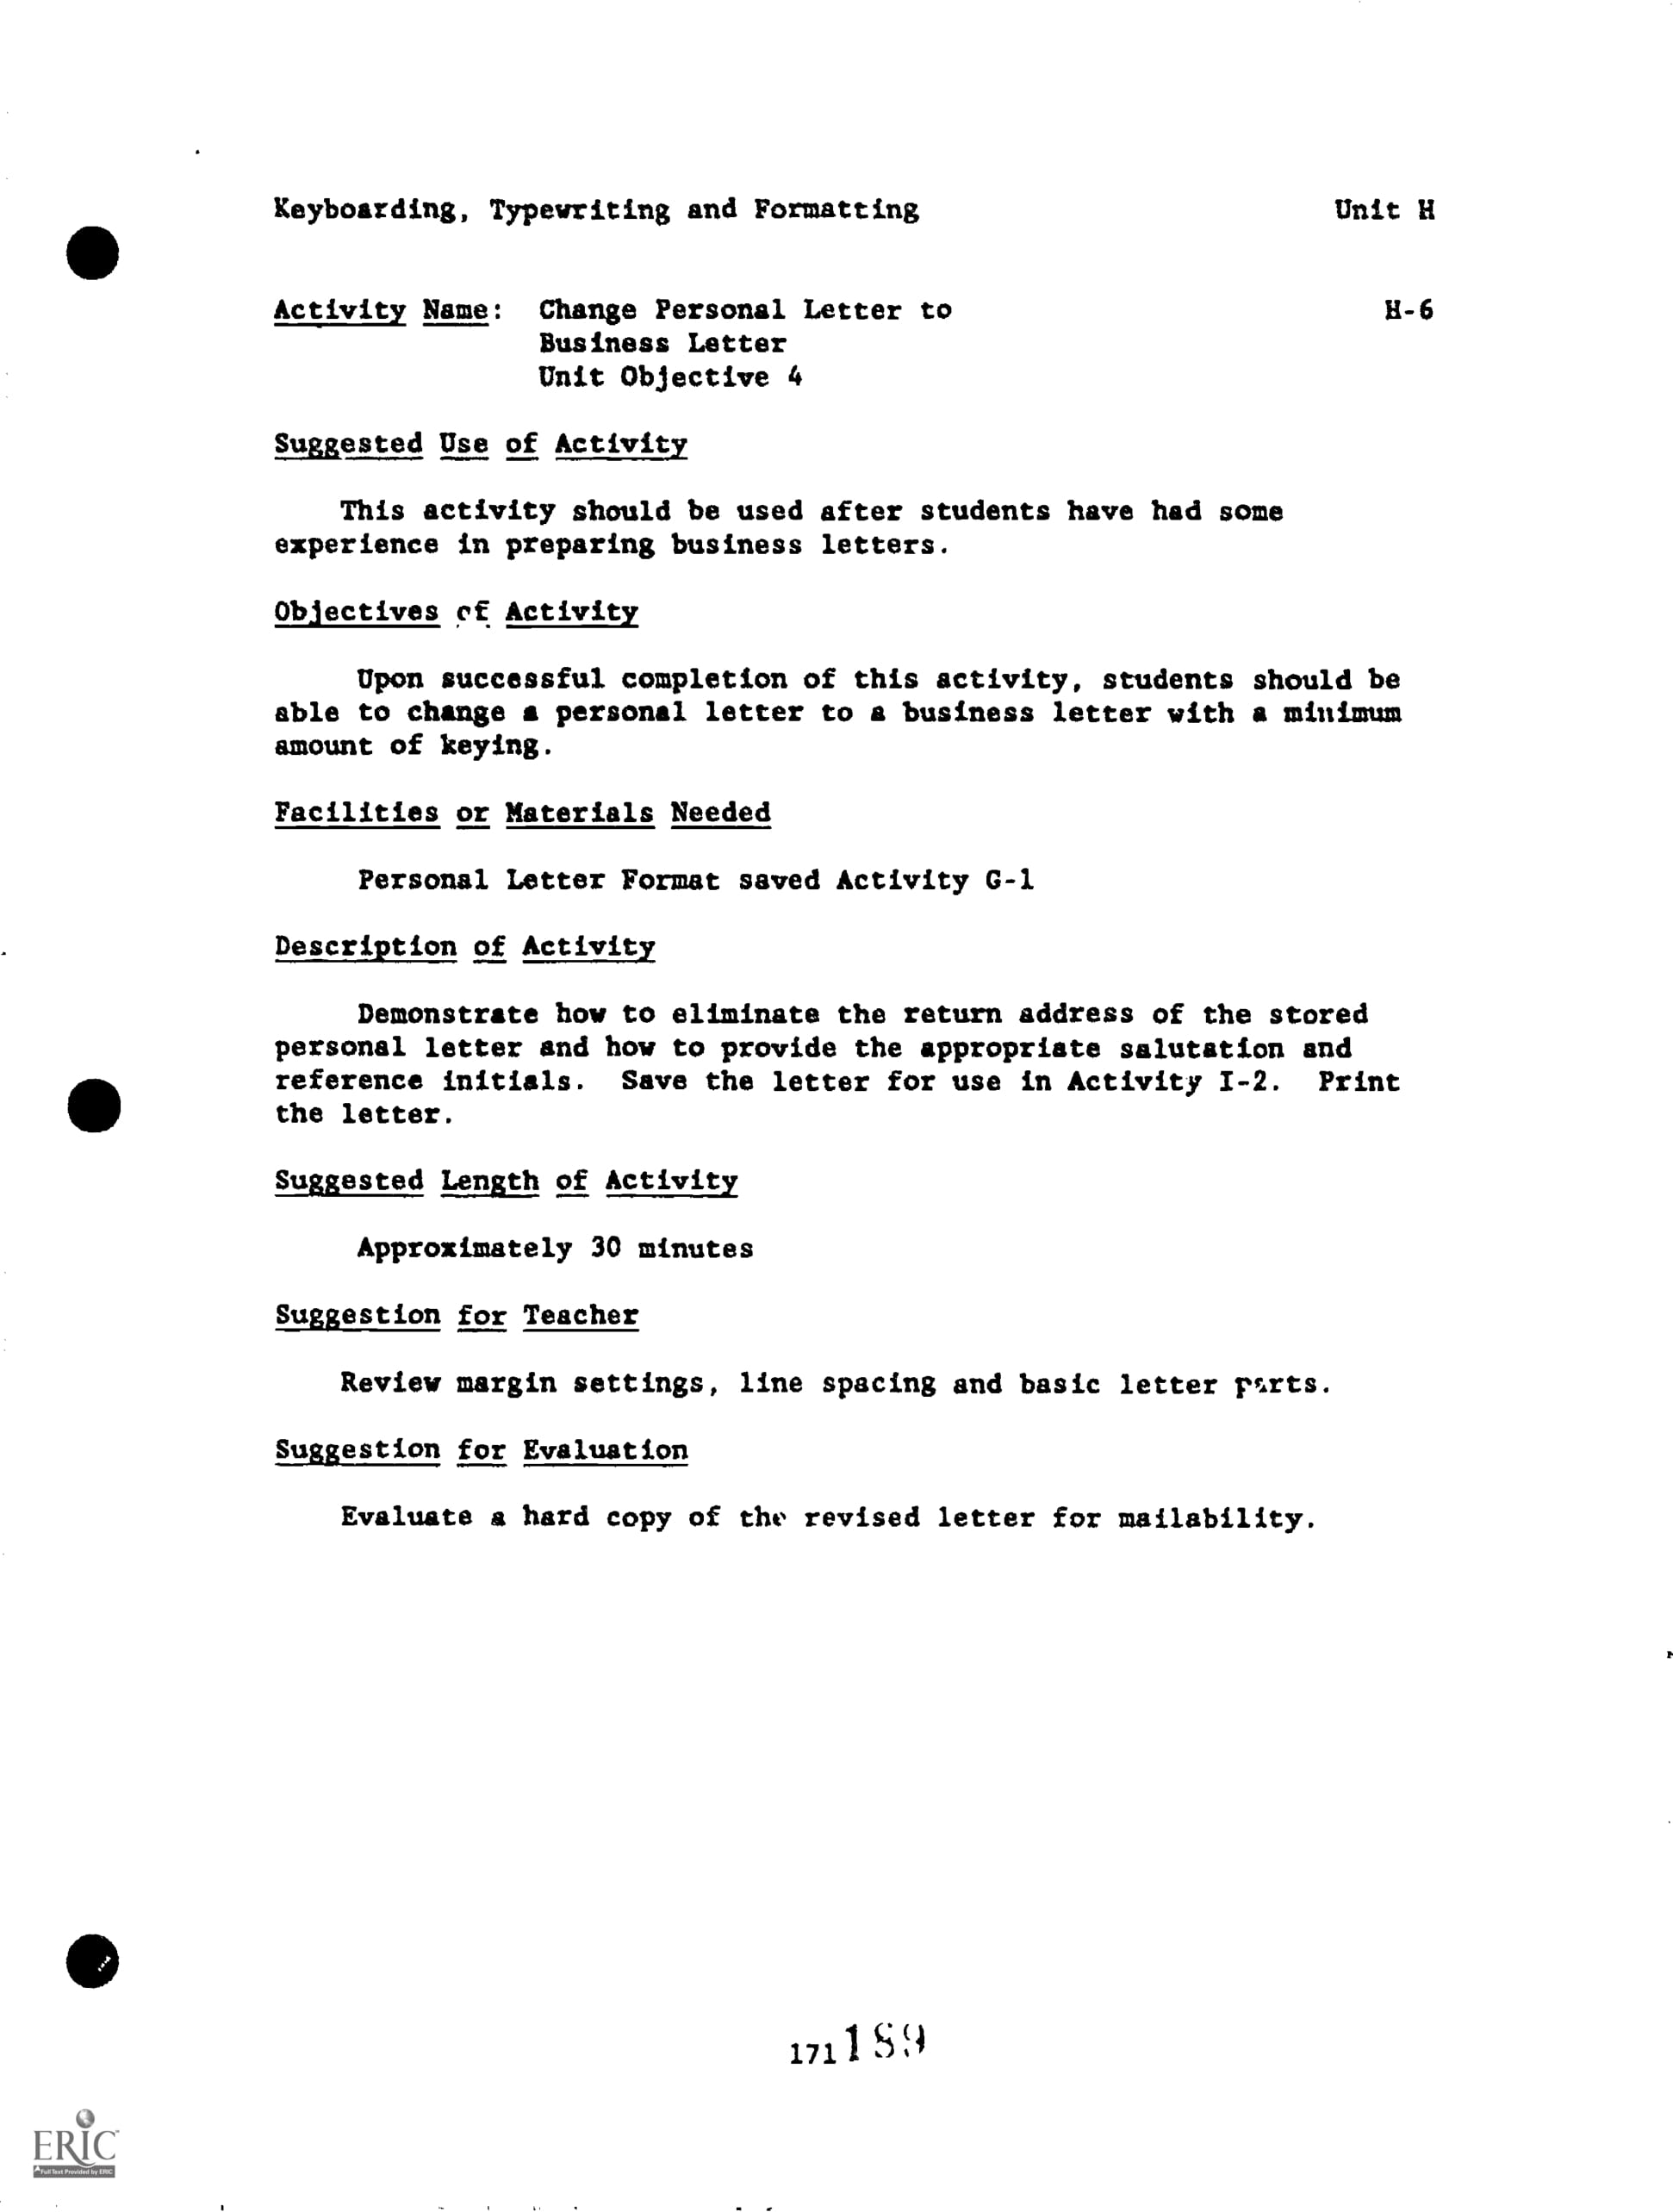 Keyboarding, Typewriting and Formatting Unit H
Activity Name: Change Personal Letter to H-6
Business Letter
Unit Objective 4
Suggested Use of Activity
This activity should be used after students have had some
experience in preparing business letters.
Objectives of Activity
Upon successful completion of this activity, students should be
able to change a personal letter to a business letter with a minimum
amount of keying.
Facilities or Materials Needed
Personal Letter Format saved Activity G-1
Description of Activity
Demonstrate how to eliminate the return address of the stored
personal letter and how to provide the appropriate salutation and
reference initials. Save the letter for use in Activity I-2. Print
the letter.
Suggested Length of Activity
Approximately 30 minutes
Suggestion for Teacher
Review margin settings, line spacing and basic letter parts.
Suggestion for Evaluation
Evaluate a hard copy of the revised letter for mailability.
171 189
ERIC
Full Text Provided by ERIC